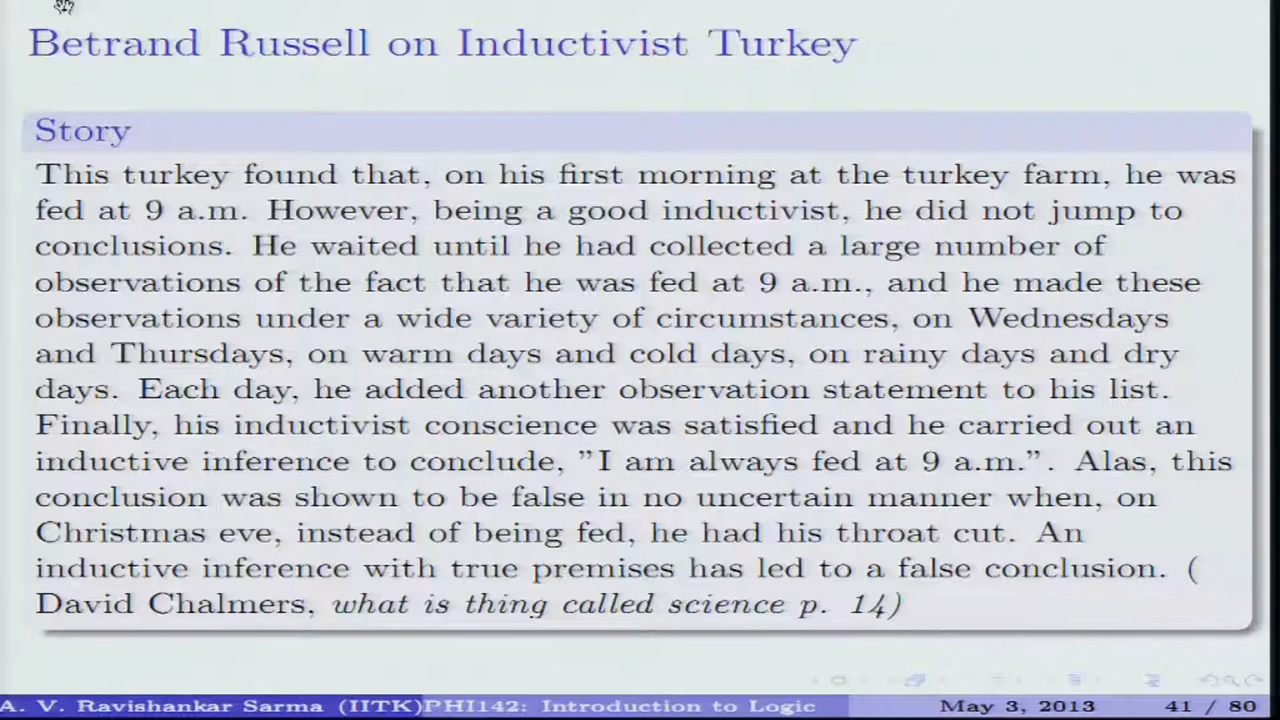 Betrand Russell on Inductivist Turkey
Story
This turkey found that, on his first morning at the turkey farm, he was
fed at 9 a.m. However, being a good inductivist, he did not jump to
conclusions. He waited until he had collected a large number of
observations of the fact that he was fed at 9 a.m., and he made these
observations under a wide variety of circumstances, on Wednesdays
and Thursdays, on warm days and cold days, on rainy days and dry
days. Each day, he added another observation statement to his list.
Finally, his inductivist conscience was satisfied and he carried out an
inductive inference to conclude, ”I am always fed at 9 a.m.”. Alas, this
conclusion was shown to be false in no uncertain manner when, on
Christmas eve, instead of being fed, he had his throat cut. An
inductive inference with true premises has led to a false conclusion. (
David Chalmers, what is thing called science p. 14)
A. V. Ravishankar Sarma (IITK) PHI142: Introduction to Logic May 3, 2013 41 / 80